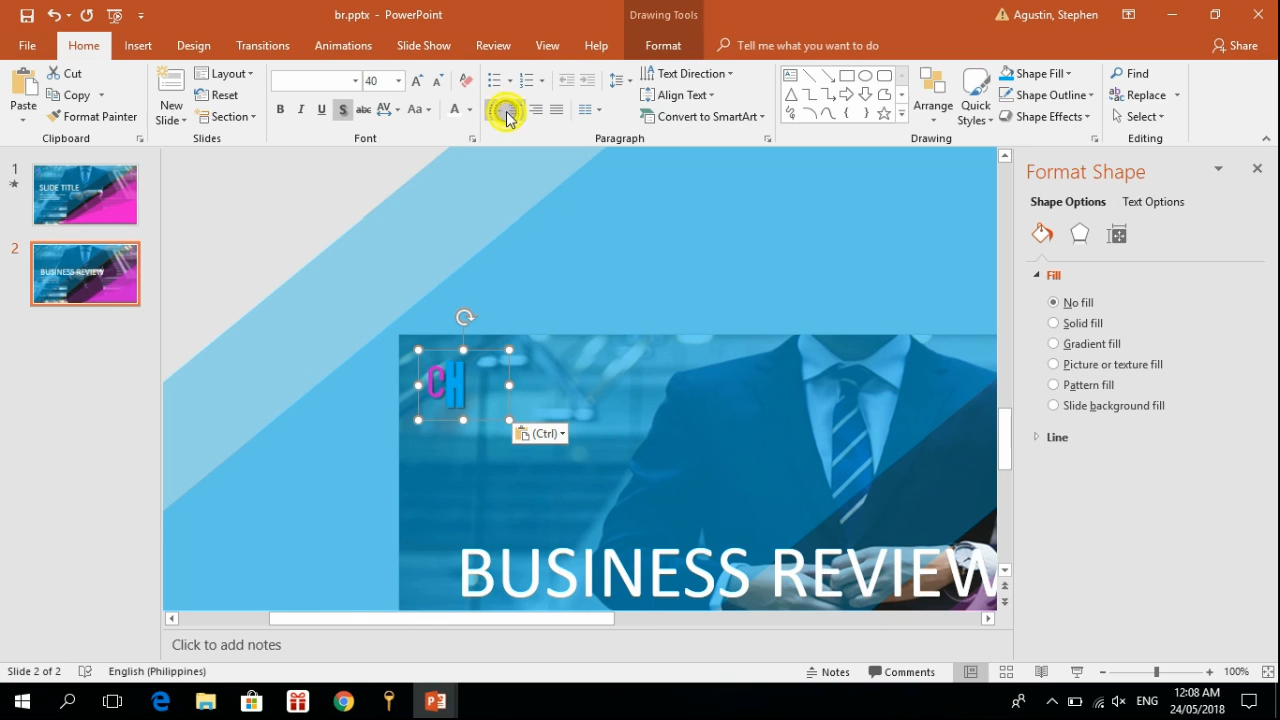 br.pptx - PowerPoint
Drawing Tools
Agustin, Stephen
File Home Insert Design Transitions Animations Slide Show Review View Help Format Tell me what you want to do Share
Paste
Cut
Copy
Format Painter
Clipboard
New Slide
Layout
Reset
Section
Slides
40
B I U S abc AV Aa A
Font
Text Direction
Align Text
Convert to SmartArt
Paragraph
Arrange
Quick Styles
Shape Fill
Shape Outline
Shape Effects
Drawing
Find
Replace
Select
Editing
1
SLIDE TITLE
2
BUSINESS REVIEW
CH
(Ctrl)
BUSINESS REVIEW
Format Shape
Shape Options Text Options
Fill
No fill
Solid fill
Gradient fill
Picture or texture fill
Pattern fill
Slide background fill
Line
Click to add notes
Slide 2 of 2 English (Philippines) Notes Comments 100%
ENG
12:08 AM
24/05/2018